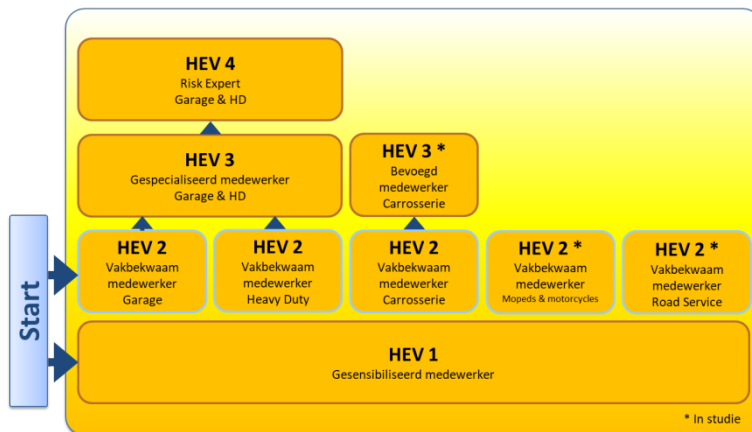 HEV 4
Risk Expert
Garage & HD
HEV 3
Gespecialiseerd medewerker
Garage & HD
HEV 3 *
Bevoegd
medewerker
Carrosserie
Start
HEV 2
Vakbekwaam
medewerker
Garage
HEV 2
Vakbekwaam
medewerker
Heavy Duty
HEV 2
Vakbekwaam
medewerker
Carrosserie
HEV 2 *
Vakbekwaam
medewerker
Mopeds & motorcycles
HEV 2 *
Vakbekwaam
medewerker
Road Service
HEV 1
Gesensibiliseerd medewerker
* In studie